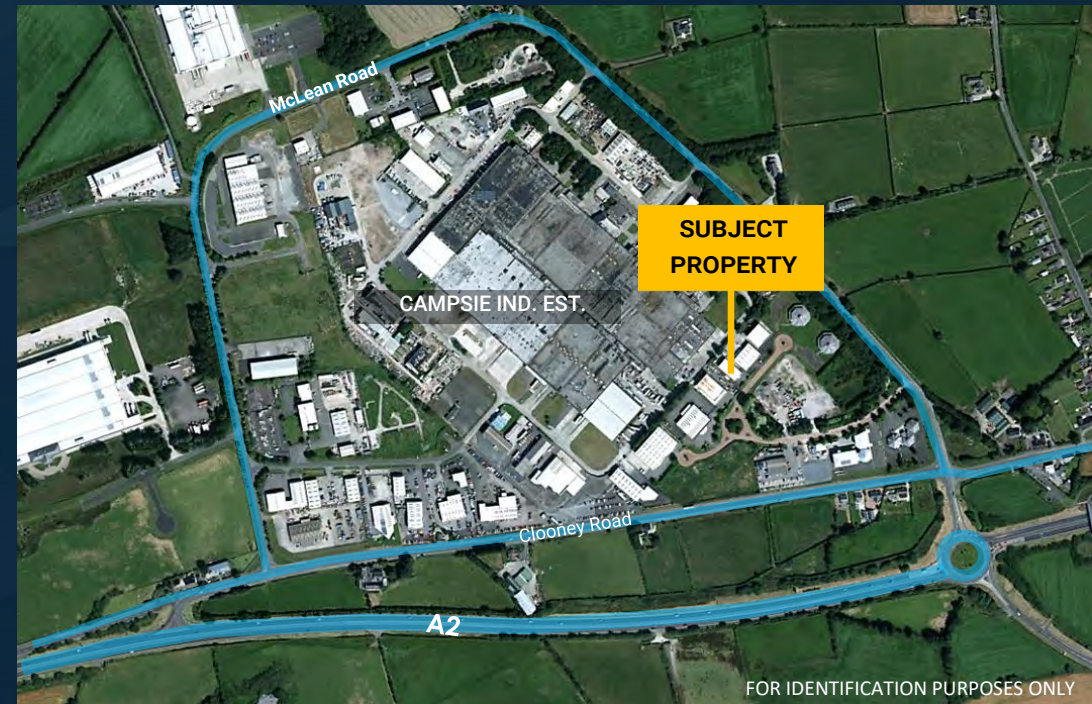 McLean Road
SUBJECT
PROPERTY
CAMPSIE IND. EST.
Clooney Road
A2
FOR IDENTIFICATION PURPOSES ONLY